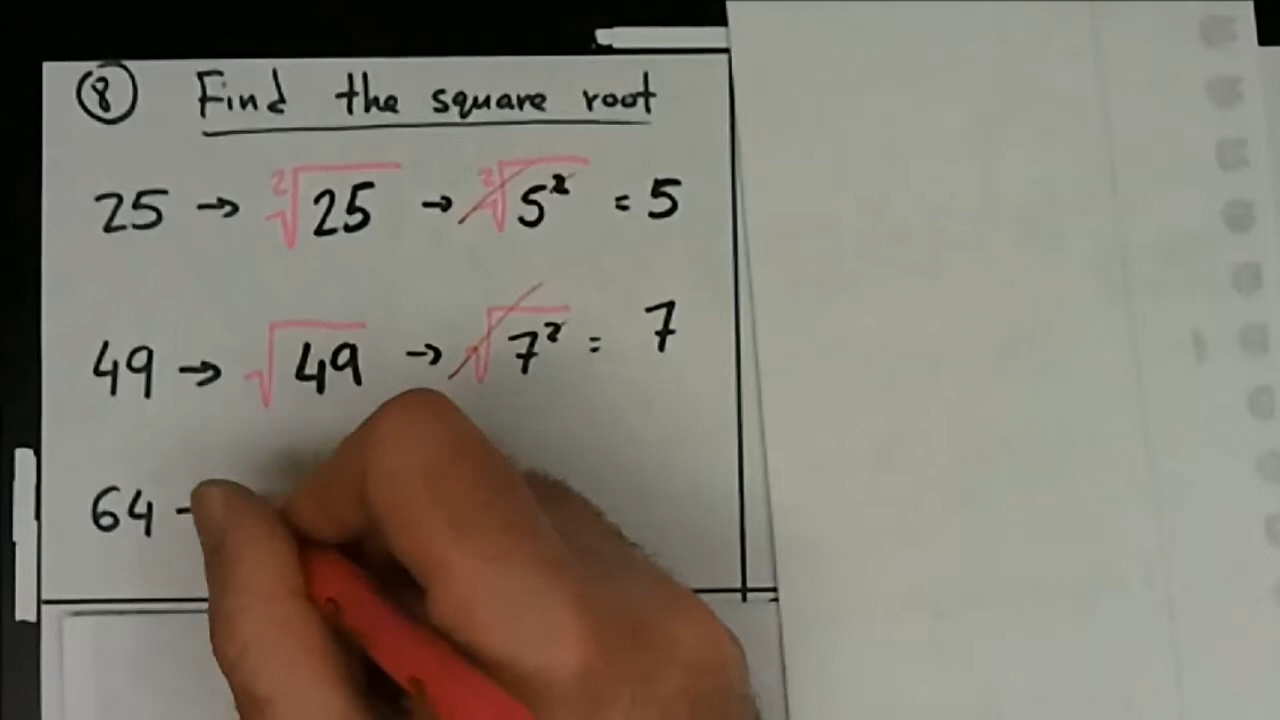 ⑧ Find the square root
25 → ²√25 → ²√5² = 5
49 → √49 → √7² = 7
64 -